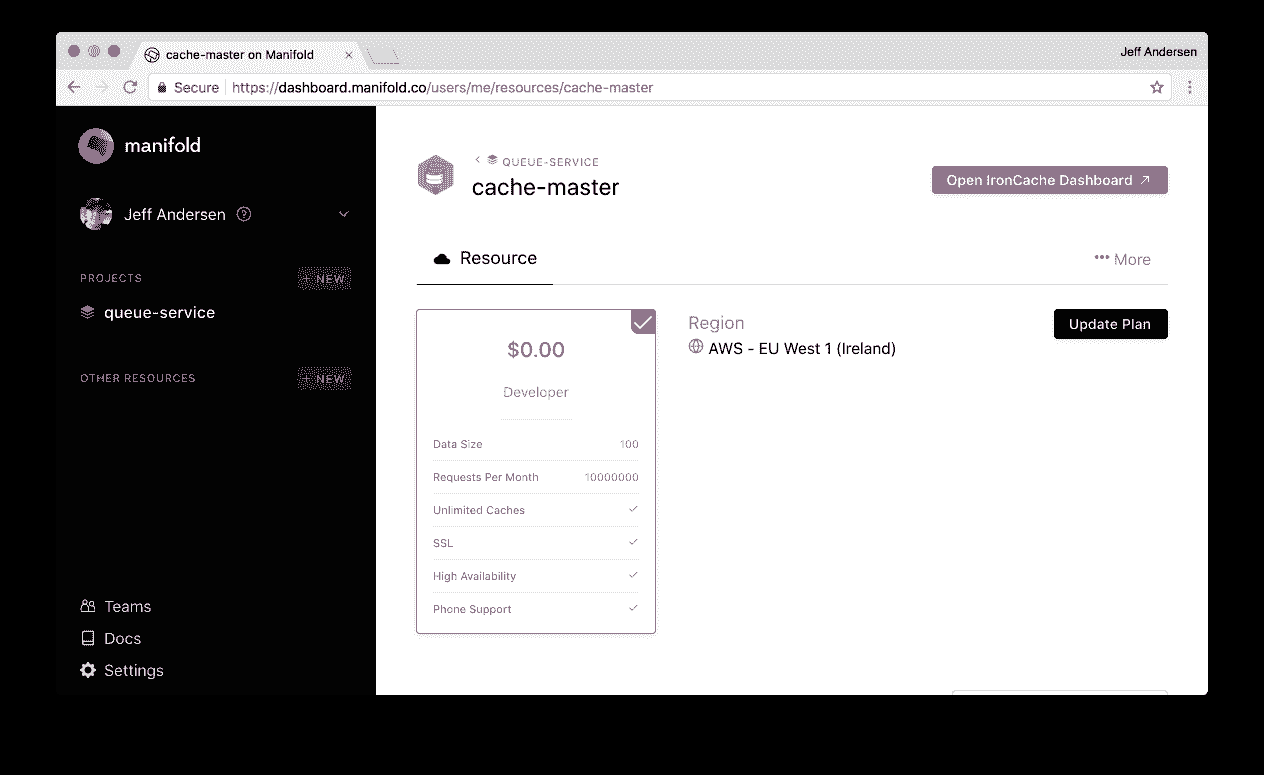 cache-master on Manifold
Jeff Andersen
Secure https://dashboard.manifold.co/users/me/resources/cache-master
manifold
Jeff Andersen
PROJECTS + NEW
queue-service
OTHER RESOURCES + NEW
Teams
Docs
Settings
QUEUE-SERVICE
cache-master
Open IronCache Dashboard
Resource
More
$0.00
Developer
Data Size 100
Requests Per Month 10000000
Unlimited Caches
SSL
High Availability
Phone Support
Region
AWS - EU West 1 (Ireland)
Update Plan